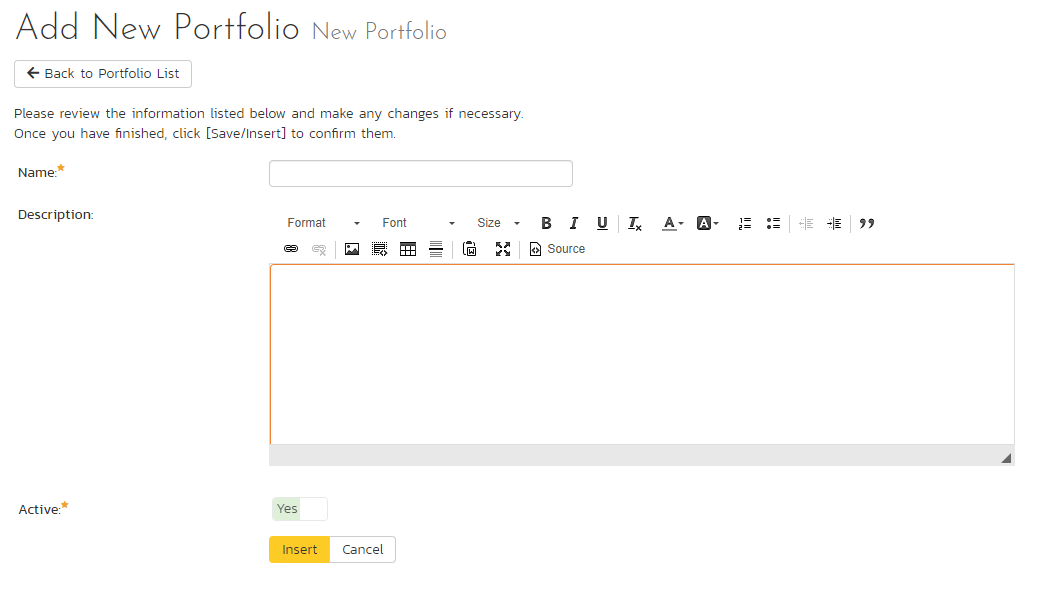 Add New Portfolio New Portfolio
Back to Portfolio List
Please review the information listed below and make any changes if necessary.
Once you have finished, click [Save/Insert] to confirm them.
Name:*
Description:
Format Font Size B I U Ix A A
Source
Active:*
Yes
Insert Cancel